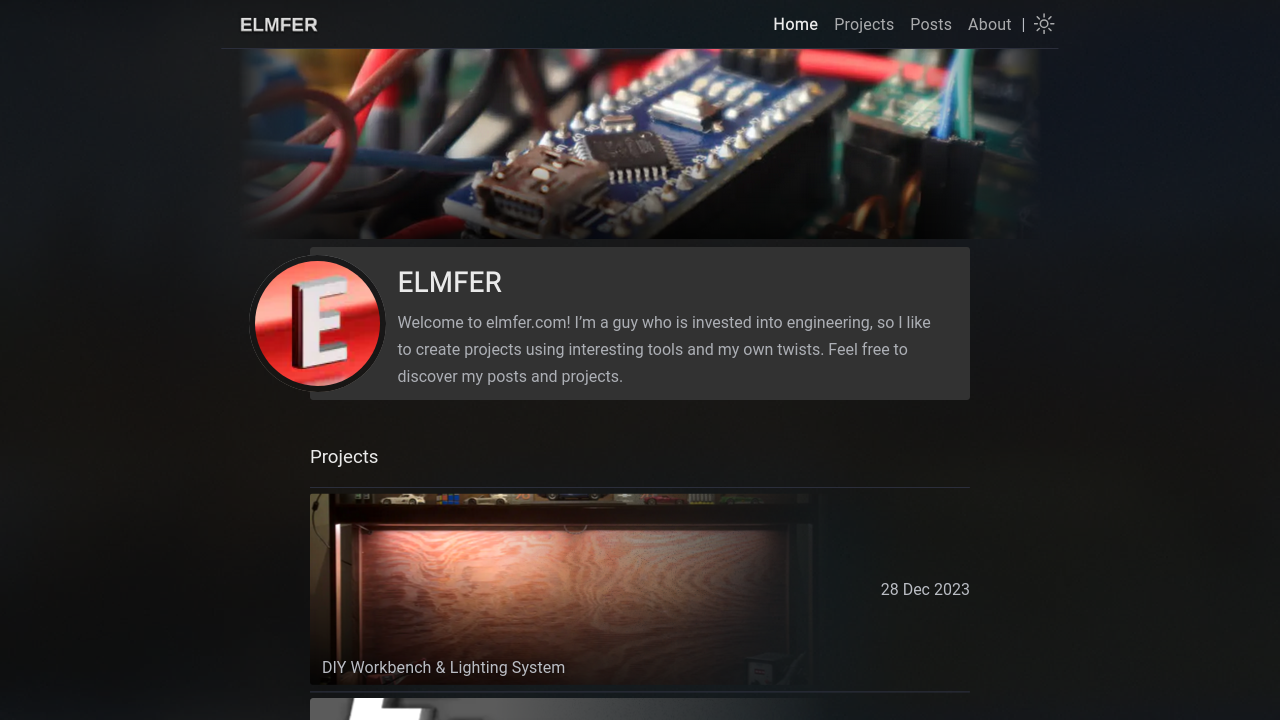 ELMFER
Home Projects Posts About |
ELMFER
Welcome to elmfer.com! I’m a guy who is invested into engineering, so I like
to create projects using interesting tools and my own twists. Feel free to
discover my posts and projects.
E
Projects
28 Dec 2023
DIY Workbench & Lighting System